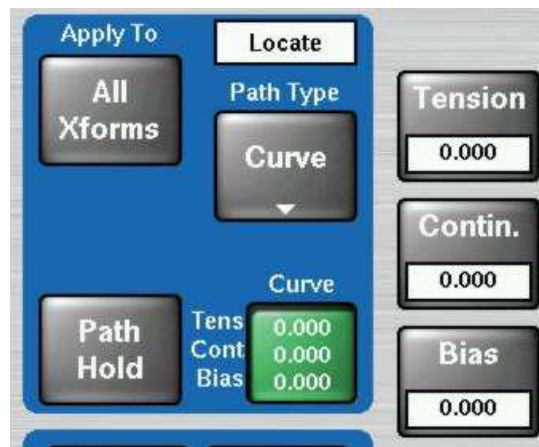 Apply To
Locate
All
Xforms
Path Type
Curve
Path
Hold
Curve
Tens 0.000
Cont 0.000
Bias 0.000
Tension
0.000
Contin.
0.000
Bias
0.000